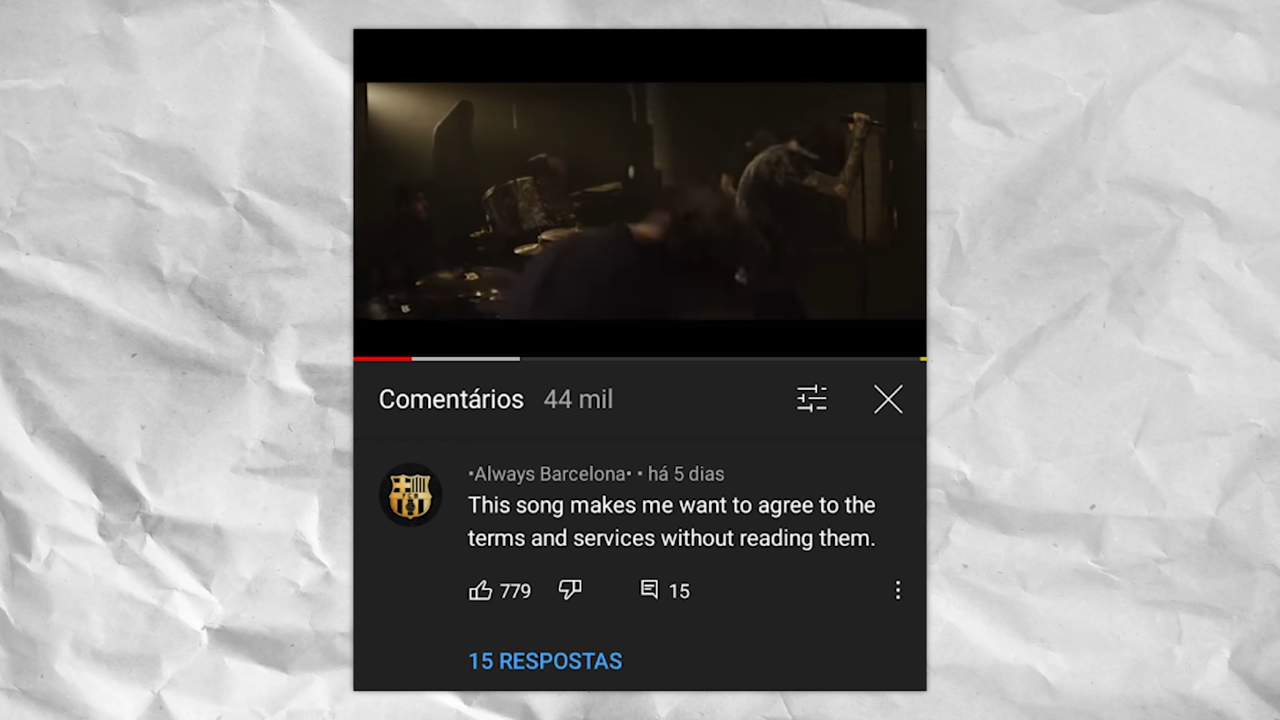 Comentários 44 mil
•Always Barcelona• • há 5 dias
This song makes me want to agree to the
terms and services without reading them.
779 15
15 RESPOSTAS